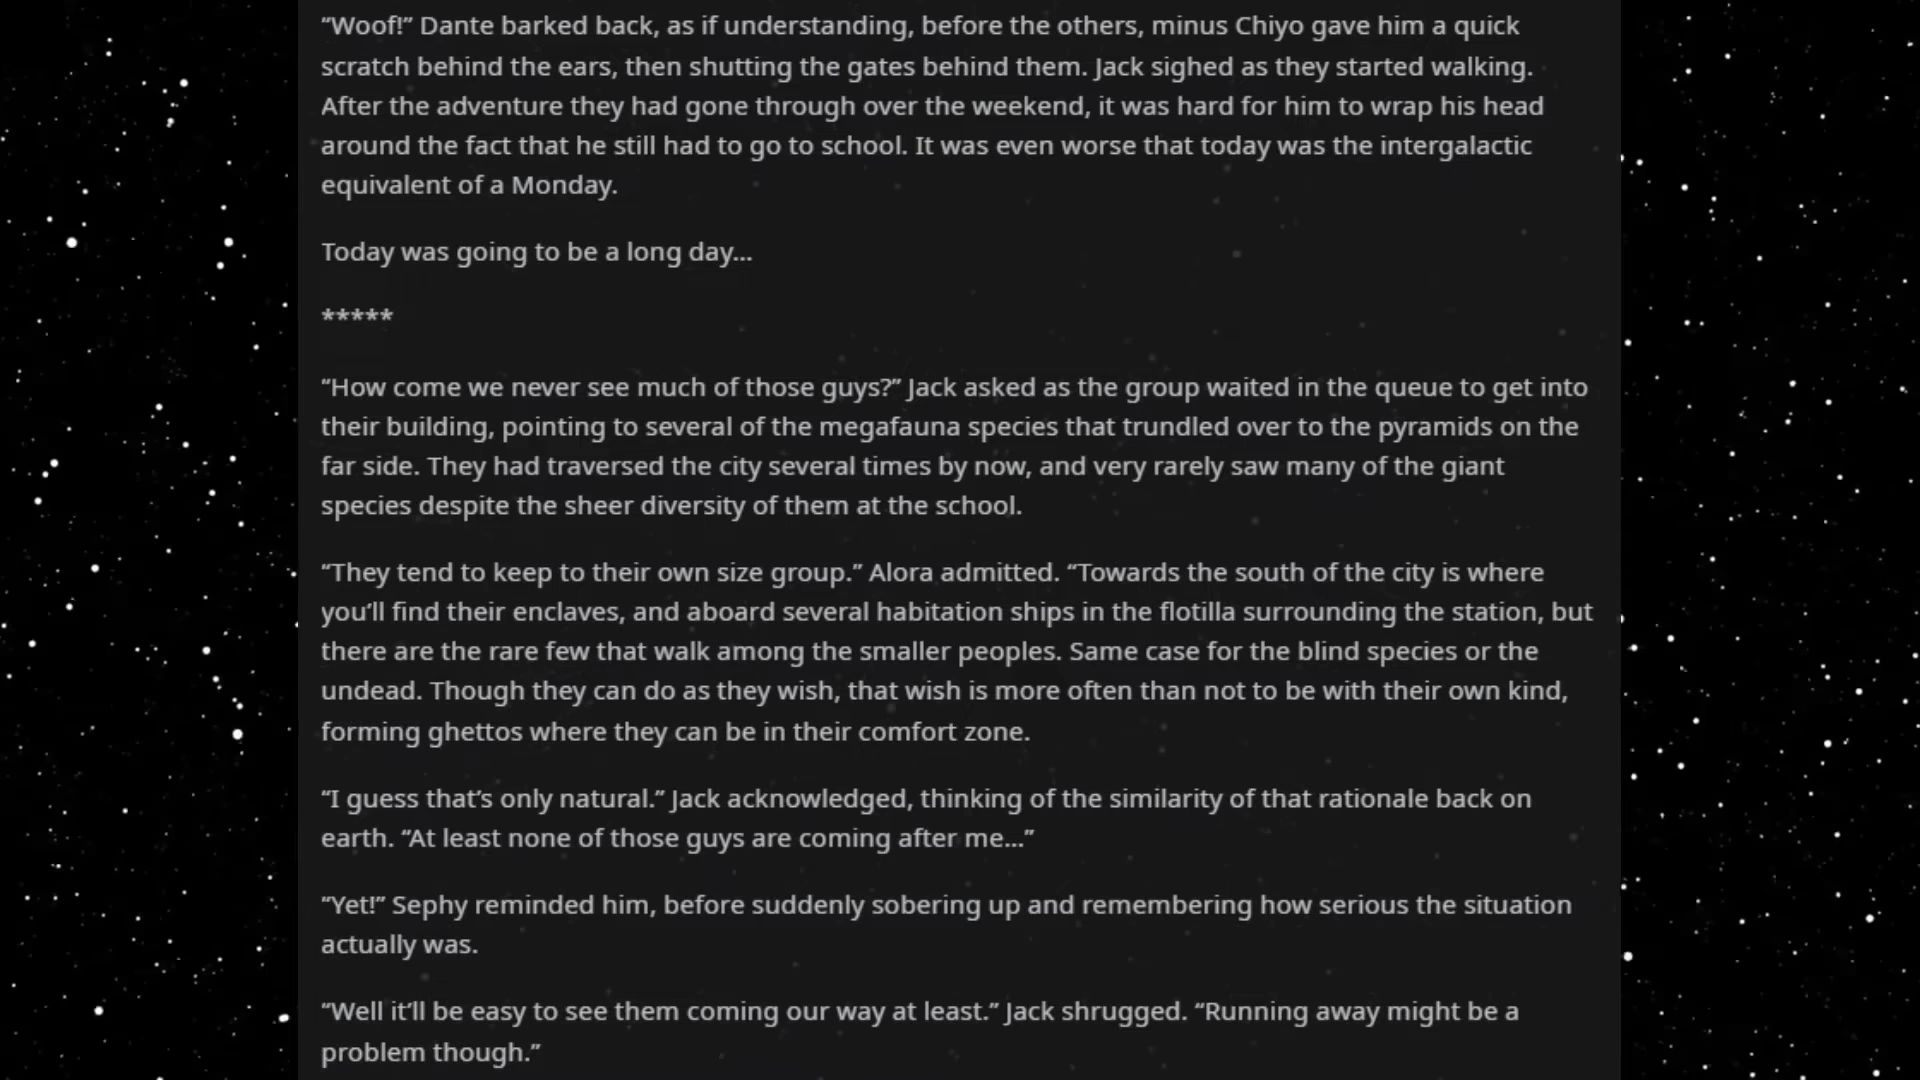 “Woof!” Dante barked back, as if understanding, before the others, minus Chiyo gave him a quick
scratch behind the ears, then shutting the gates behind them. Jack sighed as they started walking.
After the adventure they had gone through over the weekend, it was hard for him to wrap his head
around the fact that he still had to go to school. It was even worse that today was the intergalactic
equivalent of a Monday.
Today was going to be a long day...
*****
“How come we never see much of those guys?” Jack asked as the group waited in the queue to get into
their building, pointing to several of the megafauna species that trundled over to the pyramids on the
far side. They had traversed the city several times by now, and very rarely saw many of the giant
species despite the sheer diversity of them at the school.
“They tend to keep to their own size group.” Alora admitted. “Towards the south of the city is where
you’ll find their enclaves, and aboard several habitation ships in the flotilla surrounding the station, but
there are the rare few that walk among the smaller peoples. Same case for the blind species or the
undead. Though they can do as they wish, that wish is more often than not to be with their own kind,
forming ghettos where they can be in their comfort zone.
“I guess that’s only natural.” Jack acknowledged, thinking of the similarity of that rationale back on
earth. “At least none of those guys are coming after me...”
“Yet!” Sephy reminded him, before suddenly sobering up and remembering how serious the situation
actually was.
“Well it’ll be easy to see them coming our way at least.” Jack shrugged. “Running away might be a
problem though.”